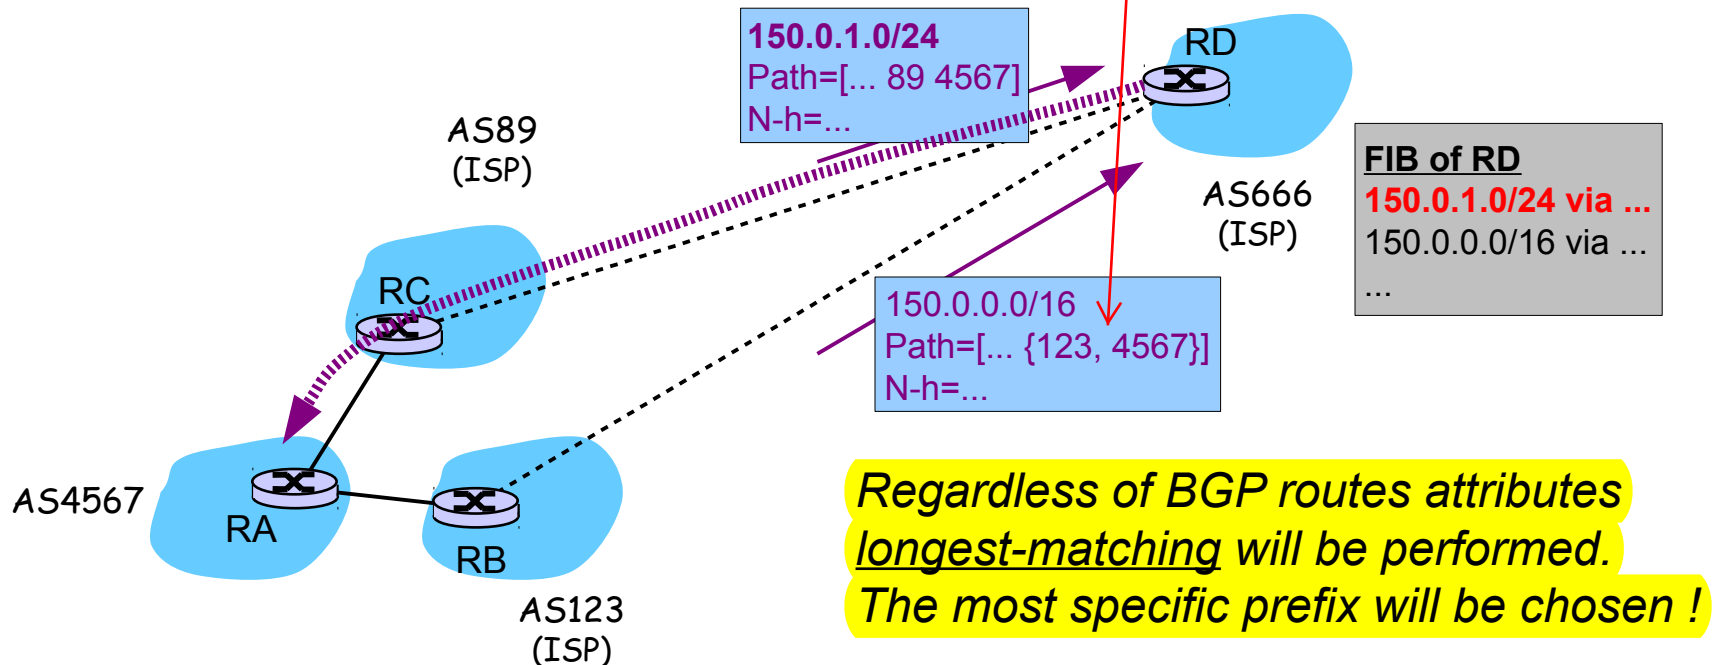 150.0.1.0/24
Path=[... 89 4567]
N-h=...
RD
AS89
(ISP)
FIB of RD
150.0.1.0/24 via ...
150.0.0.0/16 via ...
...
AS666
(ISP)
RC
150.0.0.0/16
Path=[... {123, 4567}]
N-h=...
AS4567
RA
RB
AS123
(ISP)
Regardless of BGP routes attributes
longest-matching will be performed.
The most specific prefix will be chosen !